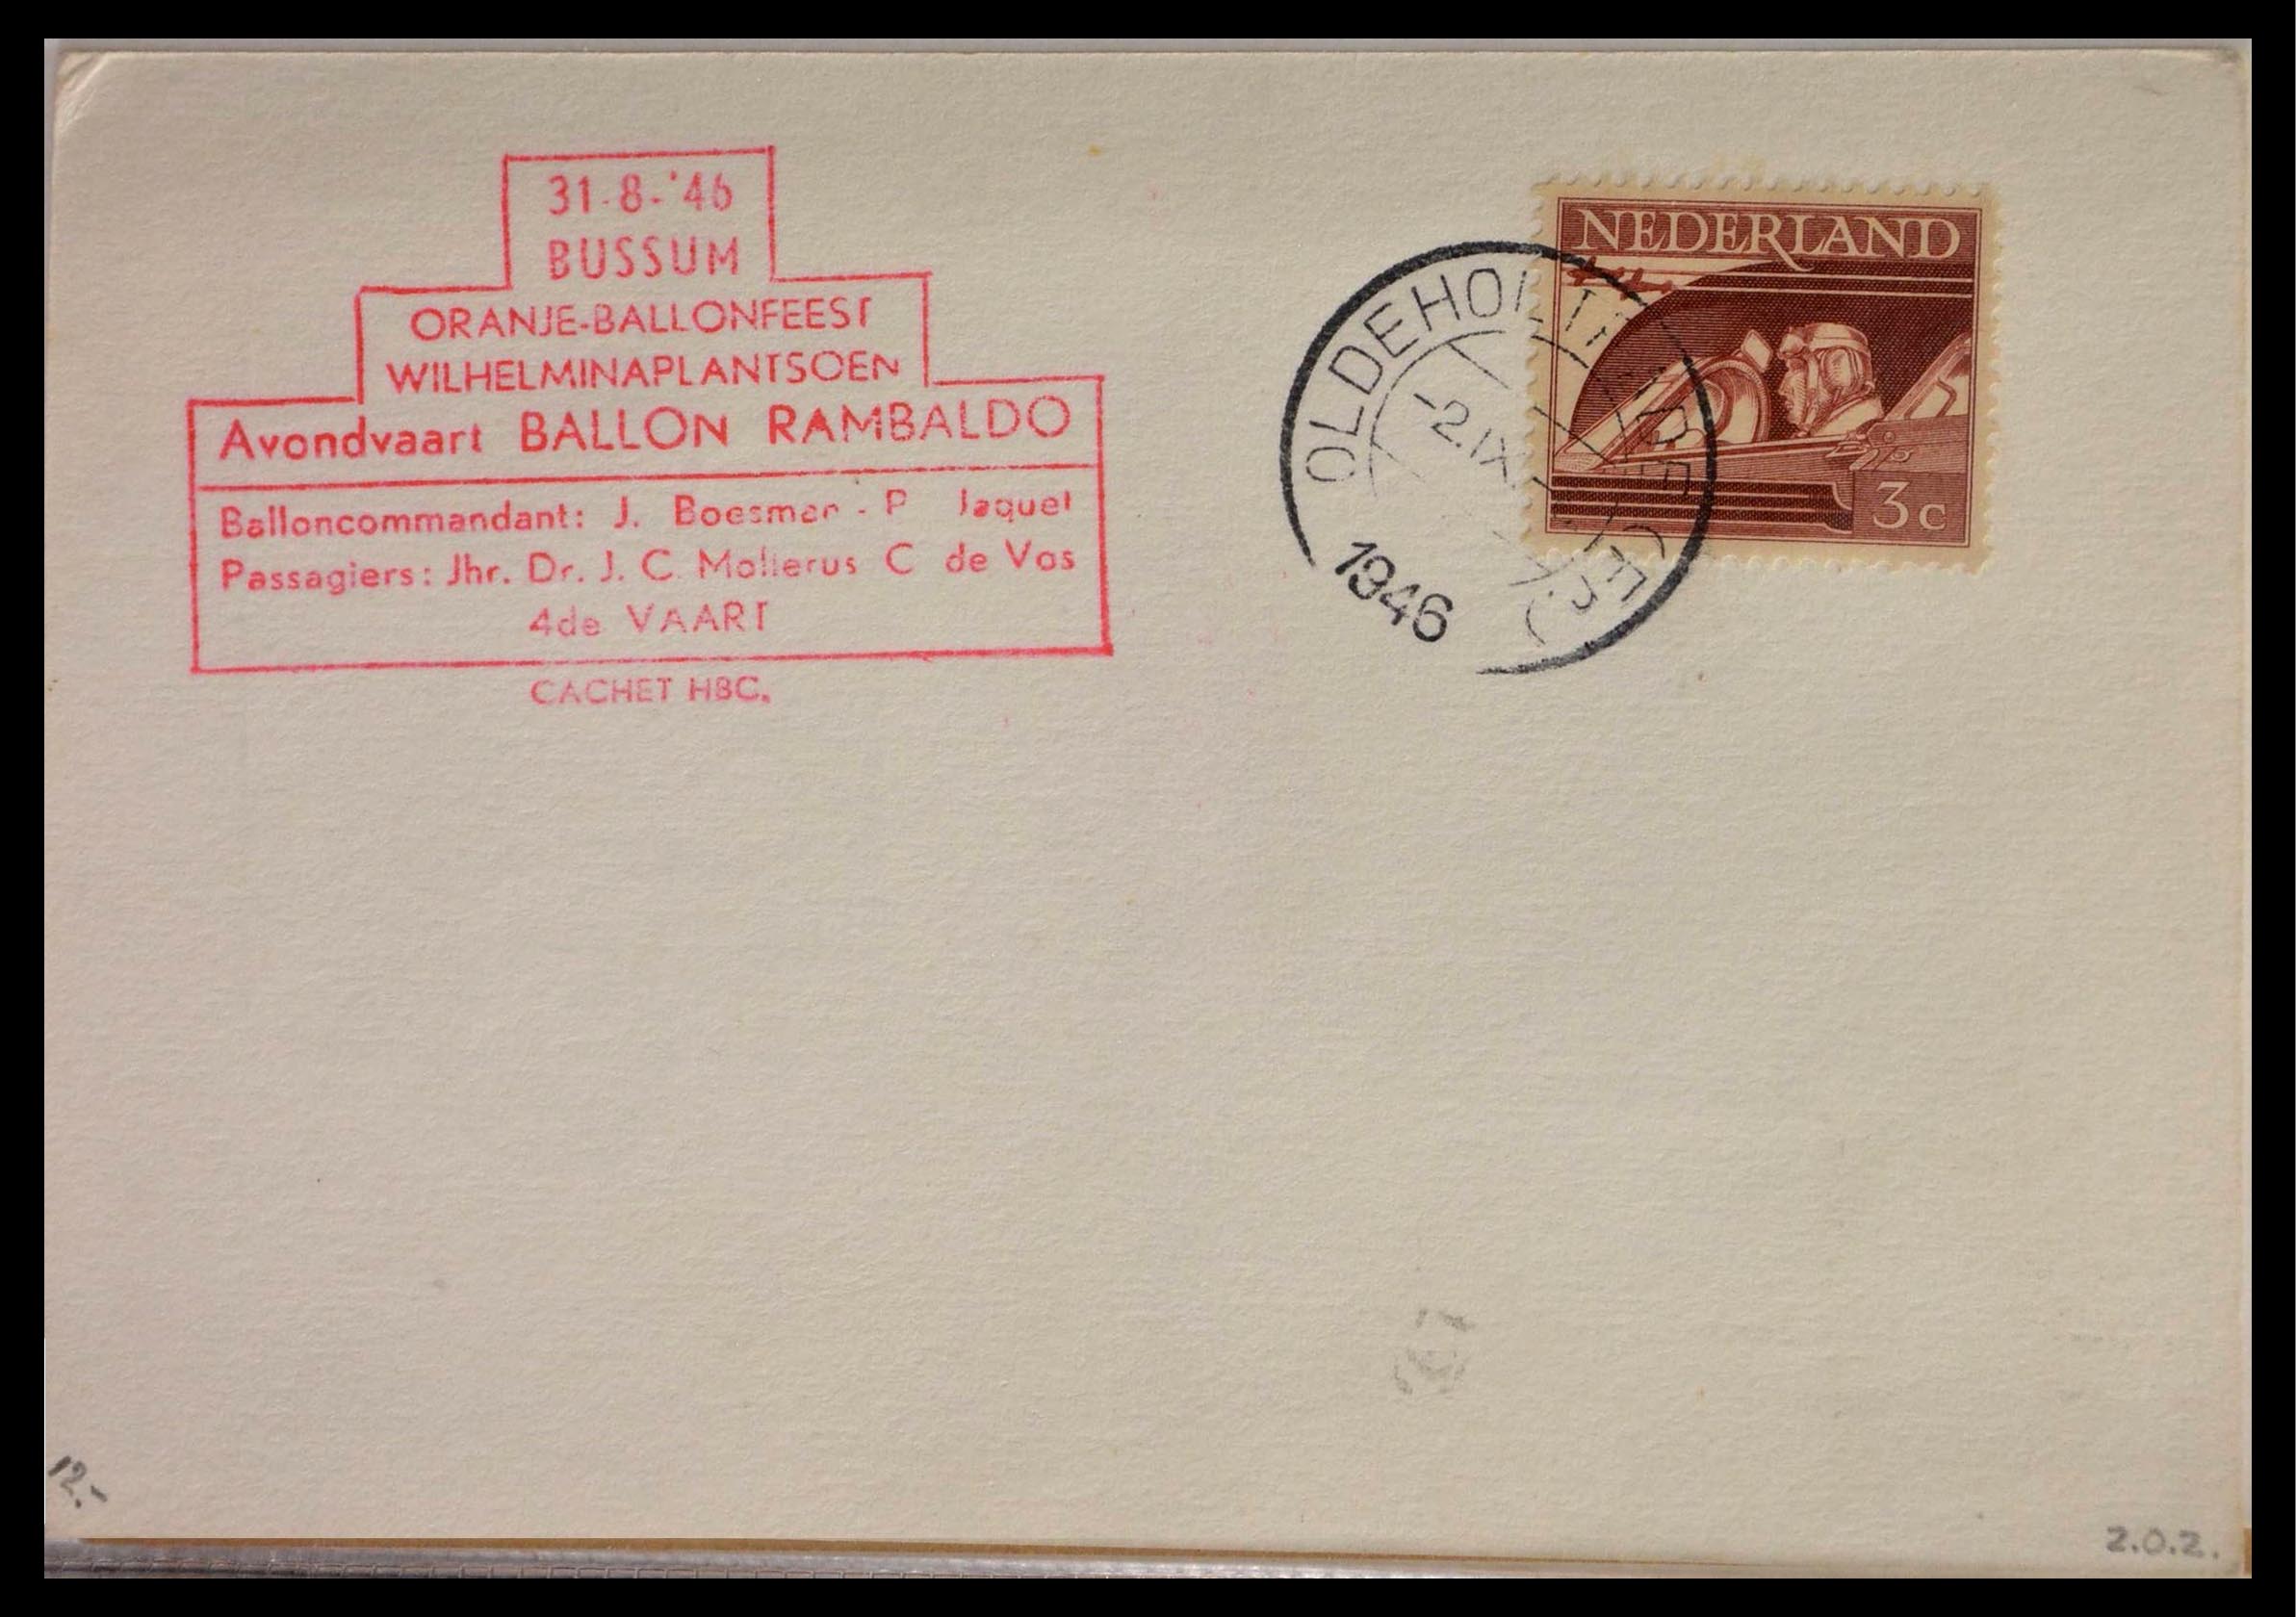 31-8-'46
BUSSUM
ORANJE-BALLONFEEST
WILHELMINAPLANTSOEN
Avondvaart BALLON RAMBALDO
Balloncommandant: J. Boesman - P Jaquet
Passagiers: Jhr. Dr. J. C. Mollerus C de Vos
4de VAART
CACHET HBC.
NEDERLAND
3c
-2.IX
1946
12.-
2.0.2.